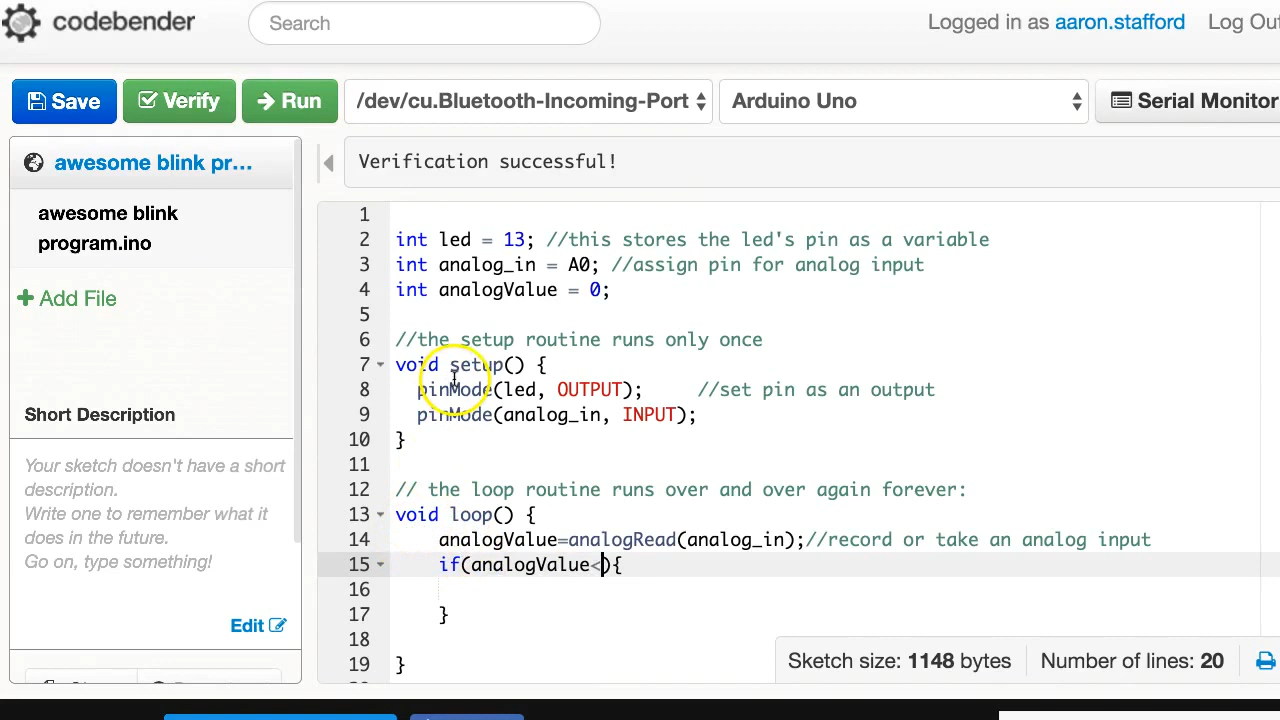 codebender
Search
Logged in as aaron.stafford
Log Out
Save
Verify
Run
/dev/cu.Bluetooth-Incoming-Port
Arduino Uno
Serial Monitor
awesome blink pr...
awesome blink
program.ino
Add File
Short Description
Your sketch doesn't have a short
description.
Write one to remember what it
does in the future.
Go on, type something!
Edit
Verification successful!
1
2 int led = 13; //this stores the led's pin as a variable
3 int analog_in = A0; //assign pin for analog input
4 int analogValue = 0;
5
6 //the setup routine runs only once
7 void setup() {
8 pinMode(led, OUTPUT); //set pin as an output
9 pinMode(analog_in, INPUT);
10 }
11
12 // the loop routine runs over and over again forever:
13 void loop() {
14 analogValue=analogRead(analog_in);//record or take an analog input
15 if(analogValue<){
16
17 }
18
19 }
Sketch size: 1148 bytes
Number of lines: 20